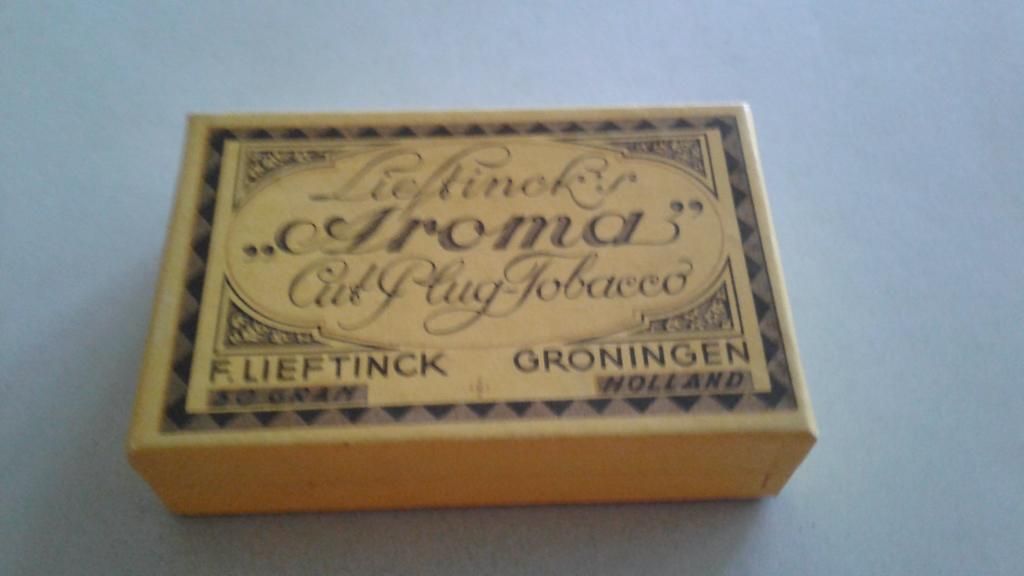 Lieftinck's
„Aroma”
Cut Plug-Tobacco
F. LIEFTINCK GRONINGEN
50 GRAM HOLLAND